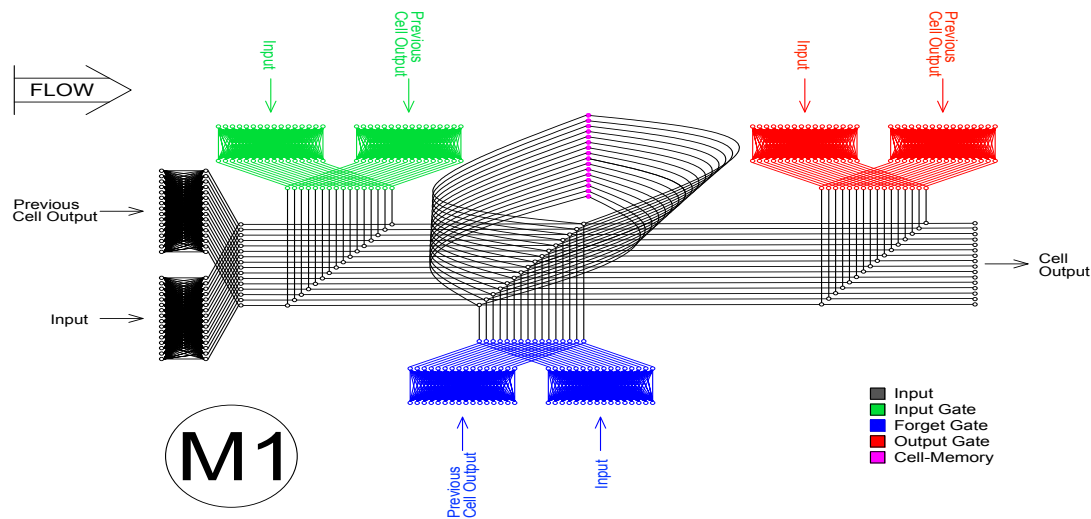 FLOW
Input
Previous
Cell Output
Input
Previous
Cell Output
Previous
Cell Output
Input
Cell
Output
Previous
Cell Output
Input
M1
Input
Input Gate
Forget Gate
Output Gate
Cell-Memory